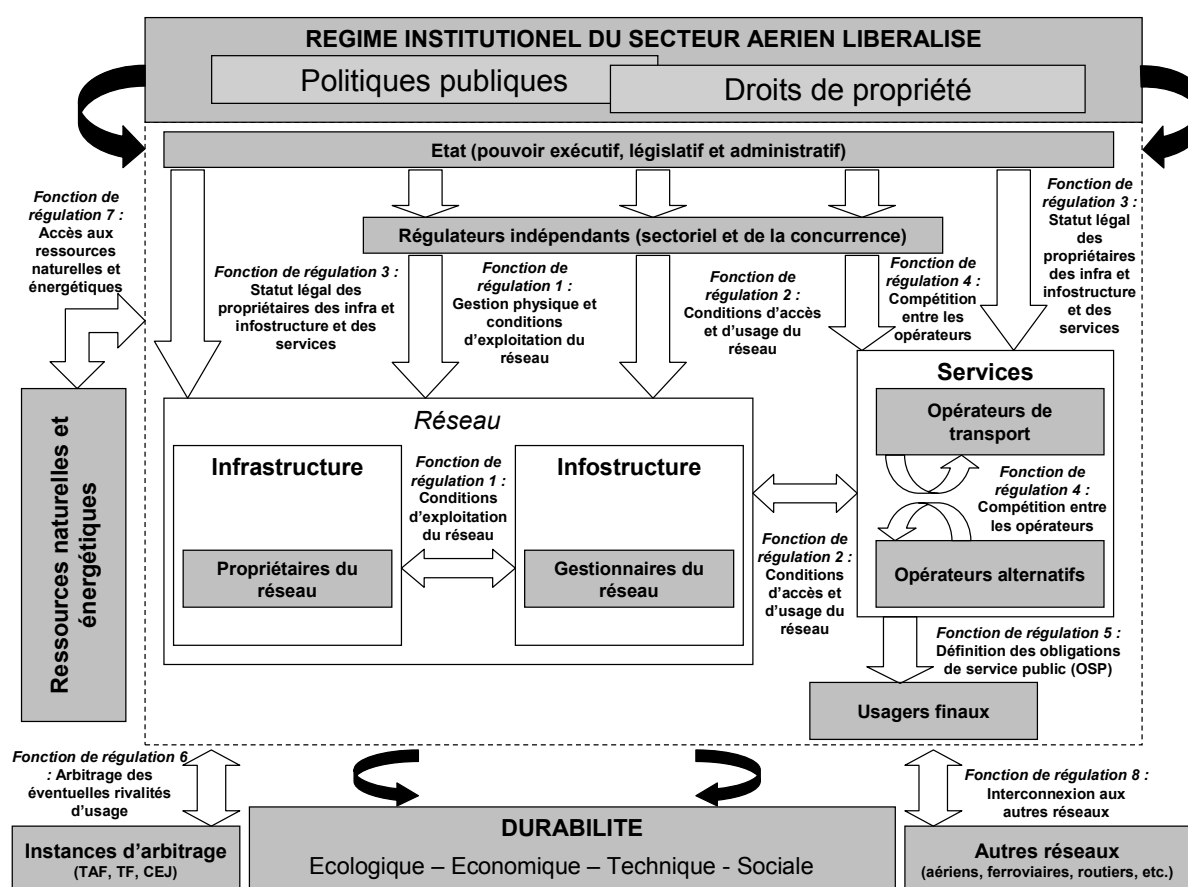 REGIME INSTITUTIONEL DU SECTEUR AERIEN LIBERALISE
Politiques publiques
Droits de propriété
Etat (pouvoir exécutif, législatif et administratif)
Fonction de
régulation 7 :
Accès aux
ressources
naturelles et
énergétiques
Fonction de
régulation 3 :
Statut légal
des
propriétaires
des infra et
infostructure
et des
services
Régulateurs indépendants (sectoriel et de la concurrence)
Fonction de régulation 3 :
Statut légal des
propriétaires des infra et
infostructure et des
services
Fonction de
régulation 1 :
Gestion physique et
conditions
d'exploitation du
réseau
Fonction de
régulation 2 :
Conditions d'accès
et d'usage du
réseau
Fonction de
régulation 4 :
Compétition
entre les
opérateurs
Ressources naturelles et
énergétiques
Réseau
Infrastructure
Propriétaires du
réseau
Fonction de
régulation 1 :
Conditions
d'exploitation
du réseau
Infostructure
Gestionnaires du
réseau
Fonction de
régulation 2 :
Conditions
d'accès et
d'usage du
réseau
Services
Opérateurs de
transport
Fonction de
régulation 4 :
Compétition entre
les opérateurs
Opérateurs alternatifs
Fonction de régulation 5 :
Définition des obligations
de service public (OSP)
Usagers finaux
Fonction de régulation 6
: Arbitrage des
éventuelles rivalités
d'usage
Instances d'arbitrage
(TAF, TF, CEJ)
DURABILITE
Ecologique – Economique – Technique - Sociale
Fonction de régulation 8 :
Interconnexion aux
autres réseaux
Autres réseaux
(aériens, ferroviaires, routiers, etc.)